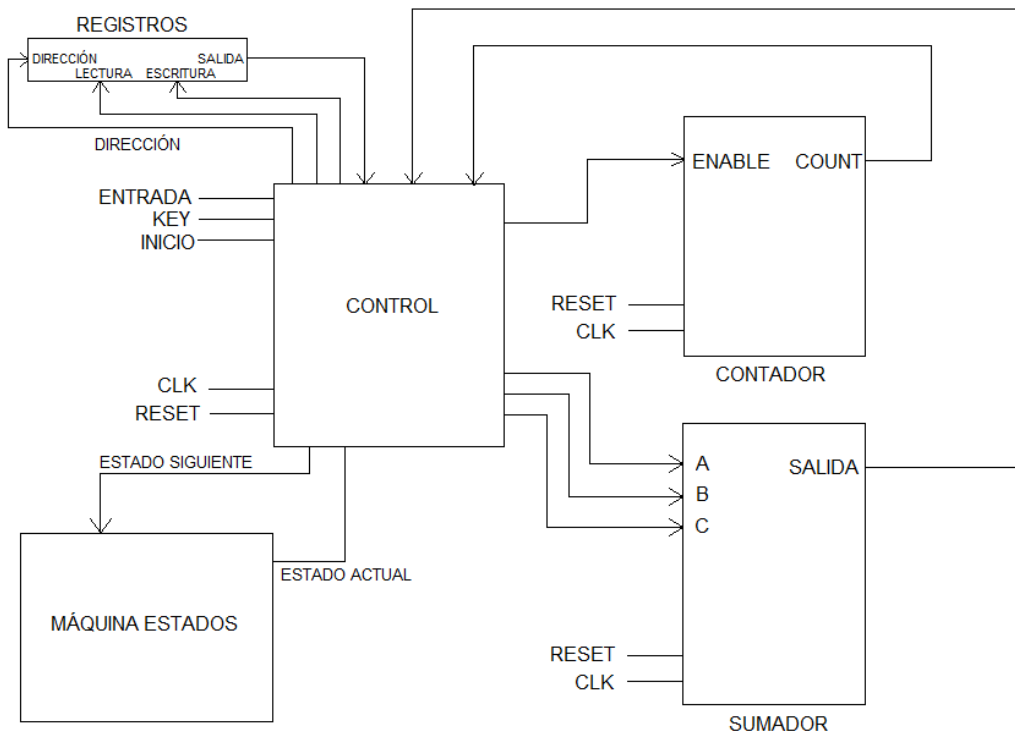 REGISTROS
DIRECCIÓN
SALIDA
LECTURA
ESCRITURA
DIRECCIÓN
ENTRADA
KEY
INICIO
CONTROL
CLK
RESET
ENABLE
COUNT
RESET
CLK
CONTADOR
ESTADO SIGUIENTE
ESTADO ACTUAL
MÁQUINA ESTADOS
A
SALIDA
B
C
RESET
CLK
SUMADOR